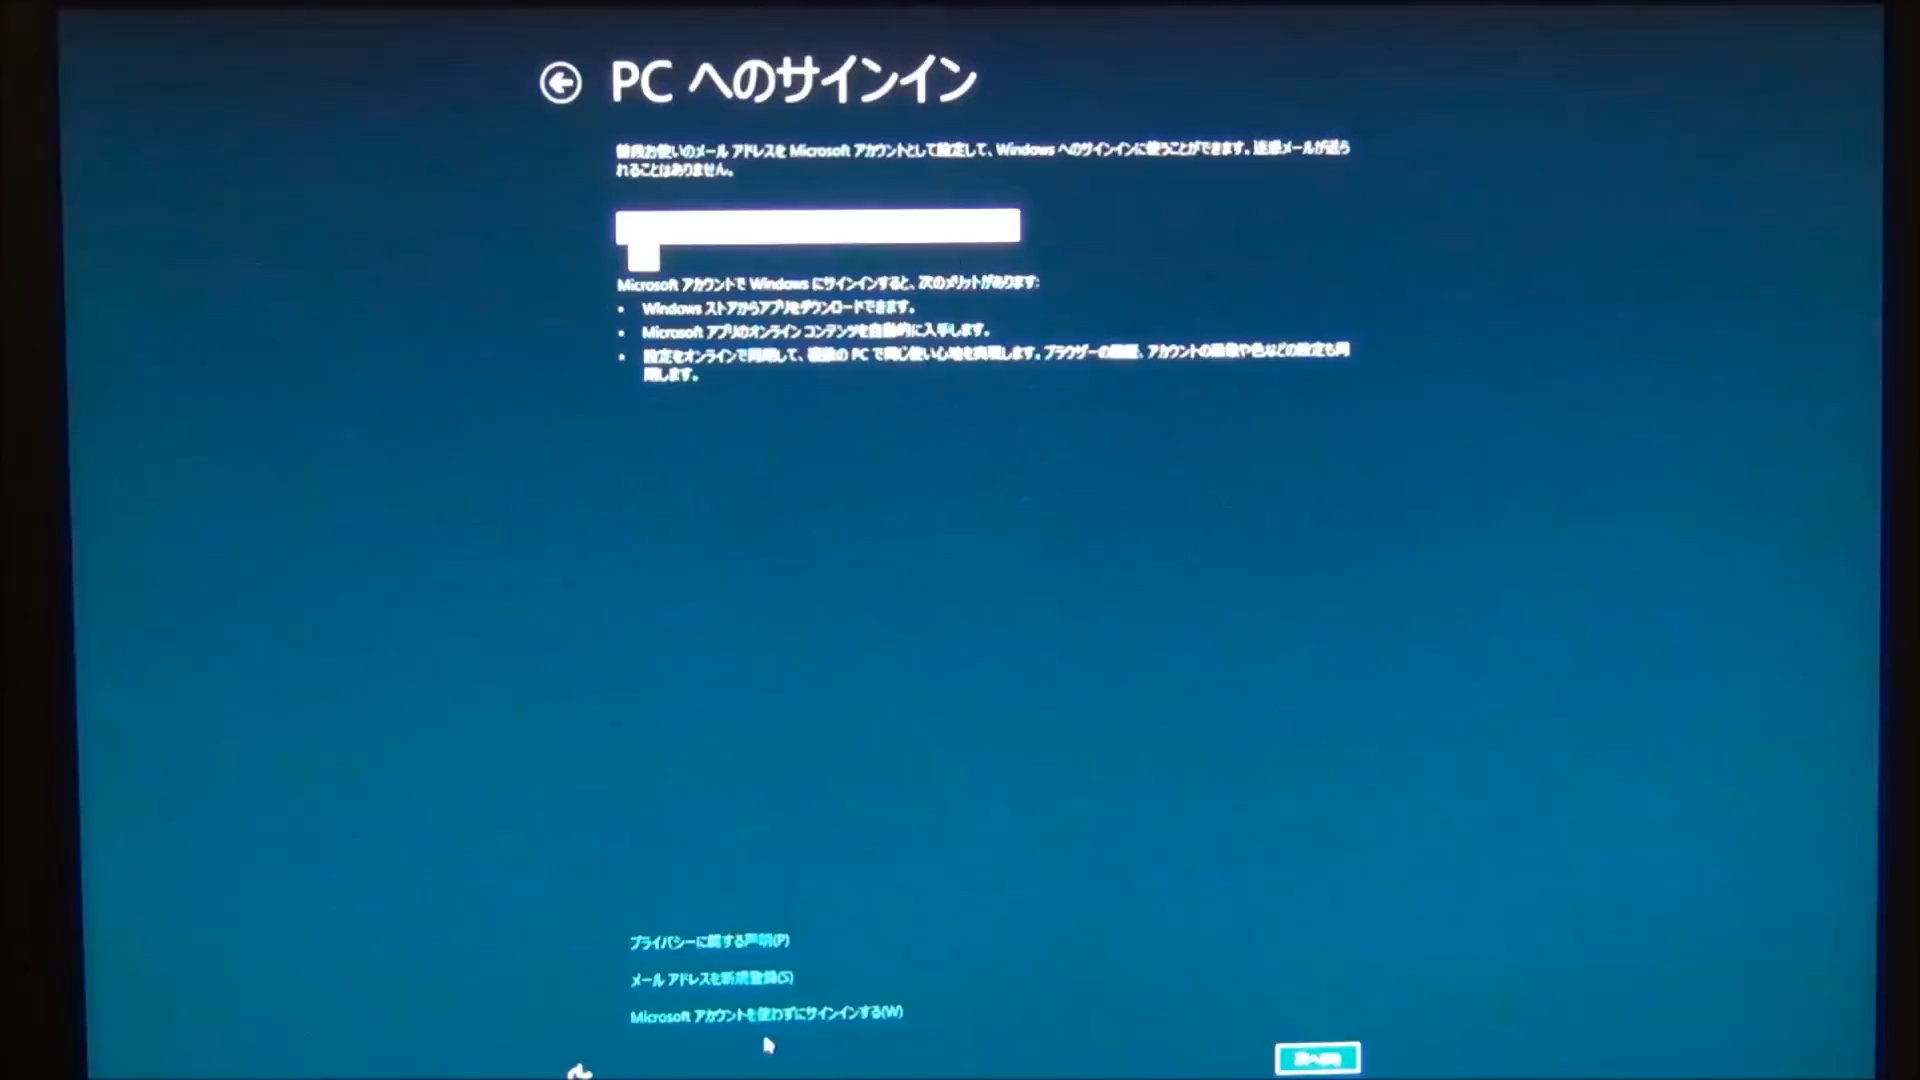 PC へのサインイン
普段お使いのメール アドレスを Microsoft アカウントとして設定して、Windows へのサインインに使うことができます。迷惑メールが送ら
れることはありません。
Microsoft アカウントで Windows にサインインすると、次のメリットがあります:
• Windows ストアからアプリをダウンロードできます。
• Microsoft アプリのオンライン コンテンツを自動的に入手します。
• 設定をオンラインで同期して、複数の PC で同じ使い心地を実現します。ブラウザーの履歴、アカウントの画像や色などの設定も同
期します。
プライバシーに関する声明(P)
メール アドレスを新規登録(S)
Microsoft アカウントを使わずにサインインする(W)